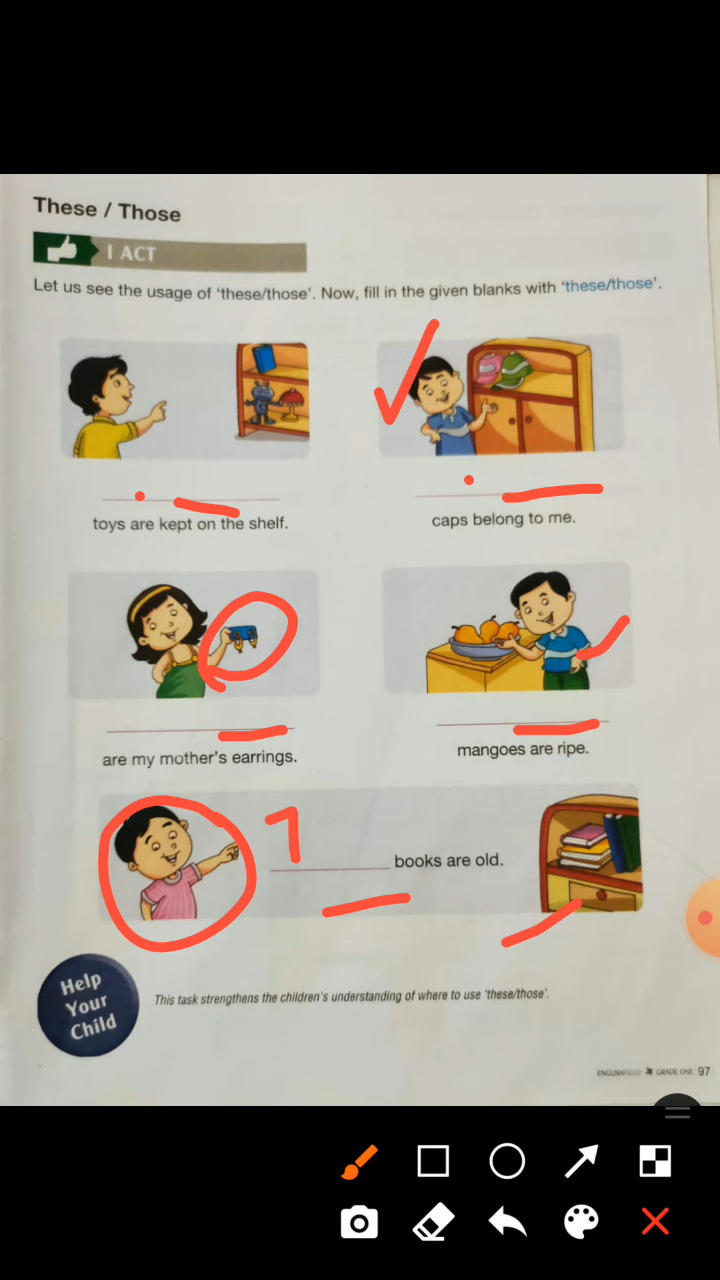 These / Those
I ACT
Let us see the usage of 'these/those'. Now, fill in the given blanks with 'these/those'.
toys are kept on the shelf.
caps belong to me.
are my mother's earrings.
mangoes are ripe.
1
books are old.
Help
Your
Child
This task strengthens the children's understanding of where to use 'these/those'.
ENGLISHFIELD GRADE ONE 97